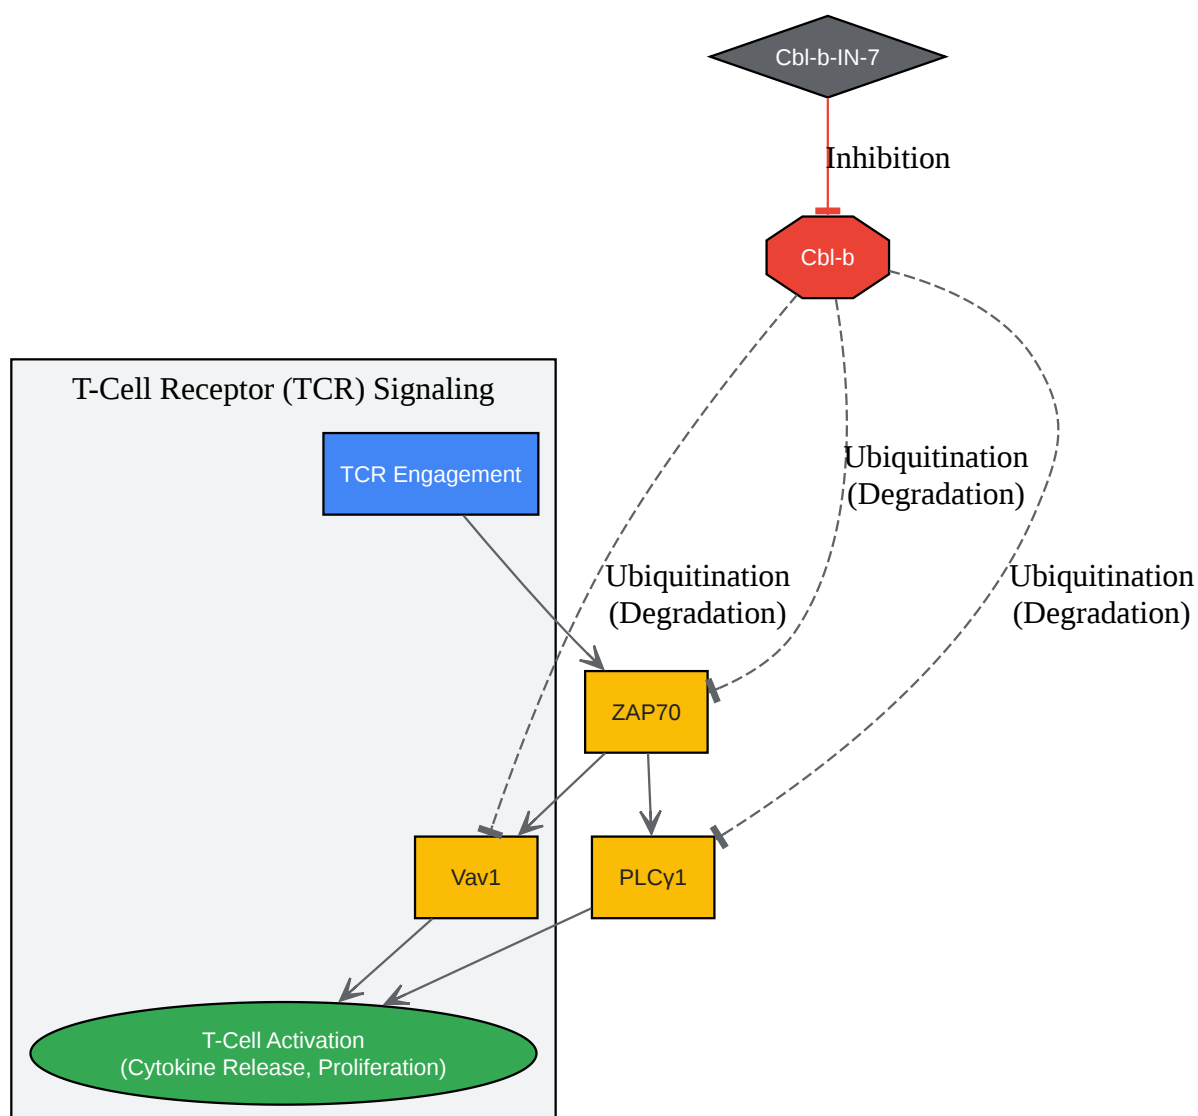 Cbl-b-IN-7
Inhibition
Cbl-b
T-Cell Receptor (TCR) Signaling
TCR Engagement
Ubiquitination
(Degradation)
Ubiquitination
(Degradation)
Ubiquitination
(Degradation)
ZAP70
Vav1
PLCγ1
T-Cell Activation
(Cytokine Release, Proliferation)